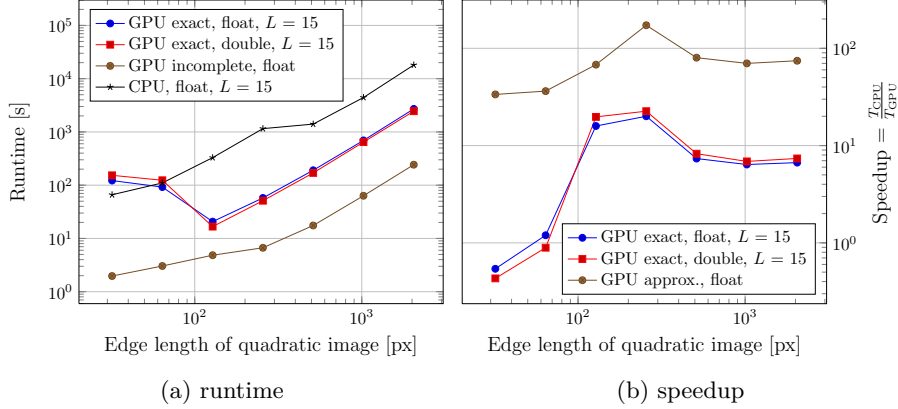 GPU exact, float, L = 15
GPU exact, double, L = 15
GPU incomplete, float
CPU, float, L = 15
10^5
10^4
10^3
10^2
10^1
10^0
Runtime [s]
10^2
10^3
Edge length of quadratic image [px]
(a) runtime
GPU exact, float, L = 15
GPU exact, double, L = 15
GPU approx., float
10^2
10^1
10^0
Speedup = T_CPU/T_GPU
10^2
10^3
Edge length of quadratic image [px]
(b) speedup